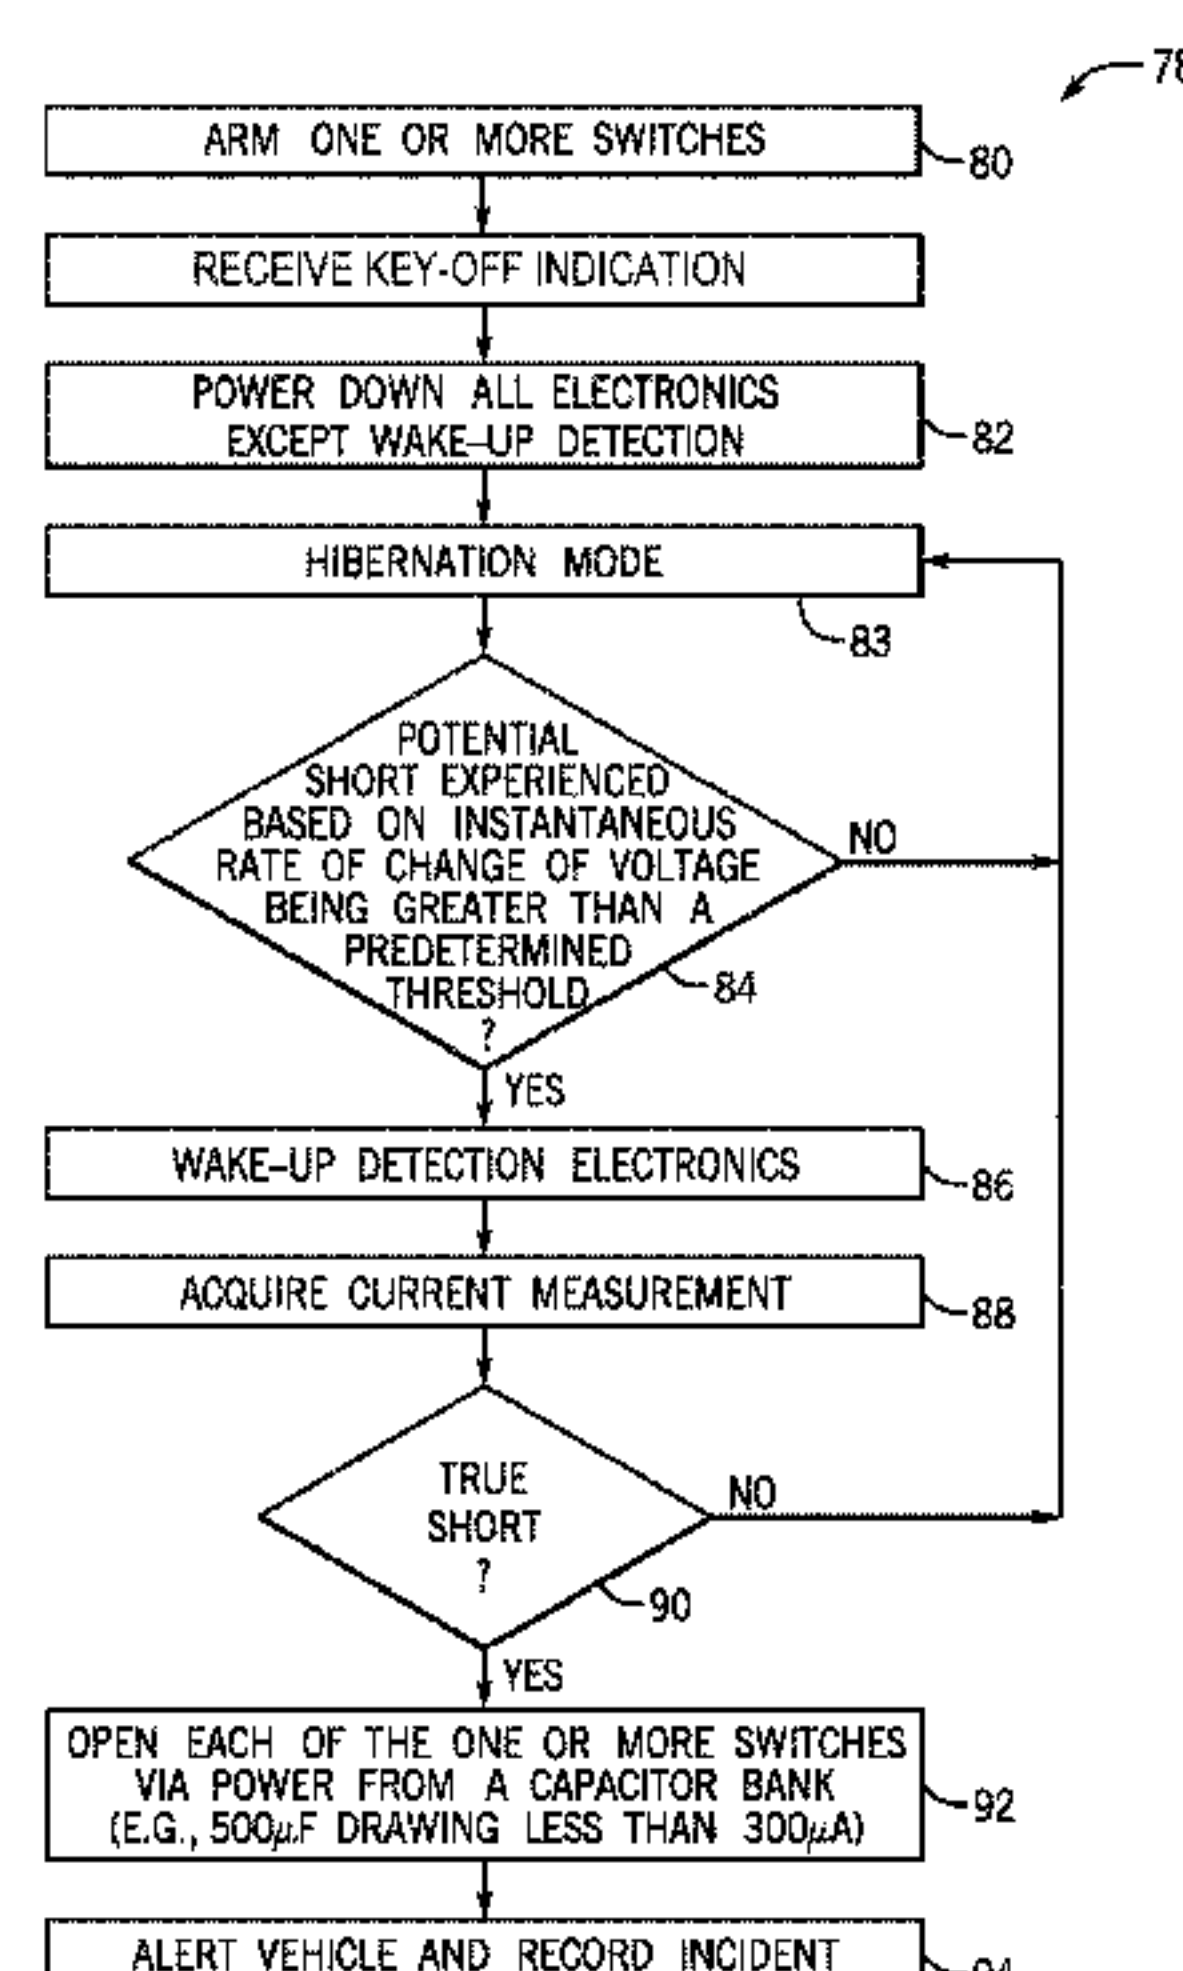 78
ARM ONE OR MORE SWITCHES
80
RECEIVE KEY-OFF INDICATION
POWER DOWN ALL ELECTRONICS
EXCEPT WAKE-UP DETECTION
82
HIBERNATION MODE
83
POTENTIAL
SHORT EXPERIENCED
BASED ON INSTANTANEOUS
RATE OF CHANGE OF VOLTAGE
BEING GREATER THAN A
PREDETERMINED
THRESHOLD
?
NO
84
YES
WAKE-UP DETECTION ELECTRONICS
86
ACQUIRE CURRENT MEASUREMENT
88
TRUE
SHORT
?
NO
90
YES
OPEN EACH OF THE ONE OR MORE SWITCHES
VIA POWER FROM A CAPACITOR BANK
(E.G., 500μF DRAWING LESS THAN 300μA)
92
ALERT VEHICLE AND RECORD INCIDENT
94